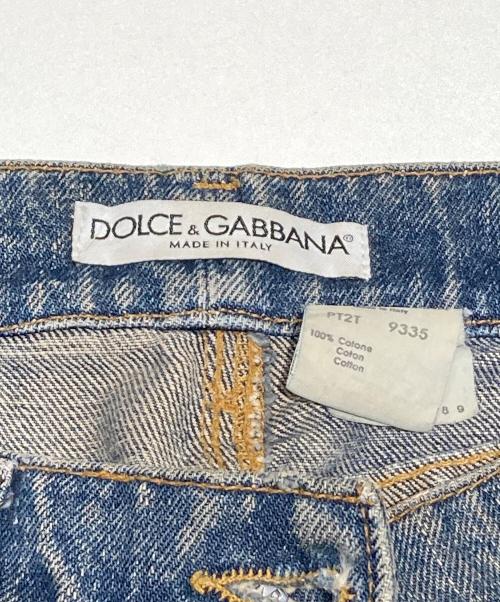 DOLCE & GABBANA®
MADE IN ITALY
PT2T 9335
100% Cotone
Coton
Cotton
8 9